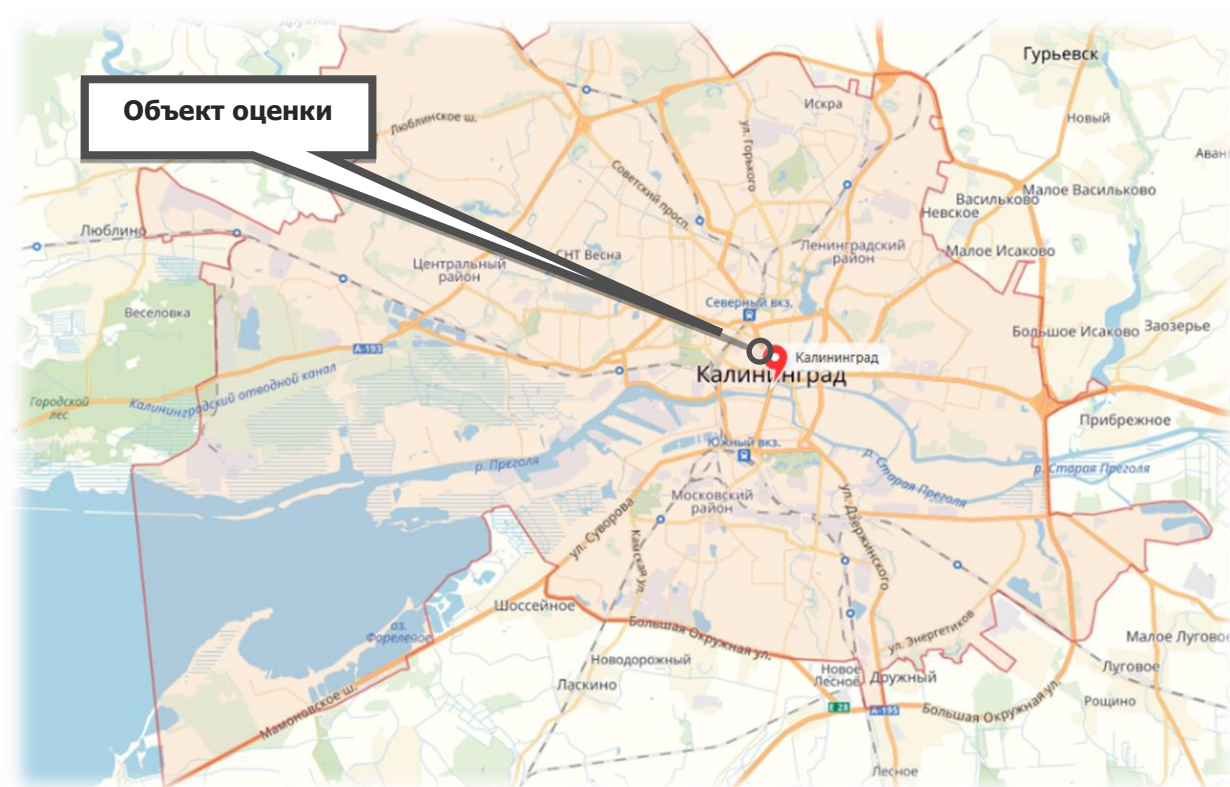 Дружное
Гурьевск
Объект оценки
Искра
Люблинское ш.
ул. Горького
Новый
Советский просп.
Малое Васильково
Васильково
Невское
Люблино
СНТ Весна
Ленинградский
район
Малое Исаково
Центральный
район
Северный вкз.
Веселовка
Большое Исаково
Заозерье
А-193
Калининград
Калининград
Городской
лес
Калининградский отводной канал
Прибрежное
Южный вкз.
р. Преголя
р. Старая Преголя
р. Старая Преголя
Московский
район
ул. Суворова
ул. Дзержинского
Камская ул.
Шоссейное
оз.
Форелевое
Большая Окружная ул.
ул. Энергетиков
Малое Луговое
Новодорожный
Новое
Лесное
Дружный
Луговое
Ласкино
Рощино
Мамоновское ш.
E 28
А-195
Большая Окружная ул.
Лесное